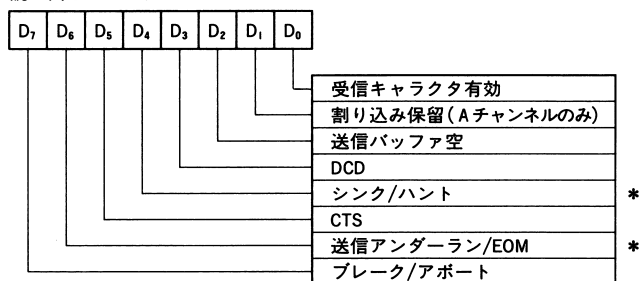 D₇ D₆ D₅ D₄ D₃ D₂ D₁ D₀
受信キャラクタ有効
割り込み保留(Aチャンネルのみ)
送信バッファ空
DCD
シンク/ハント *
CTS
送信アンダーラン/EOM *
ブレーク/アボート